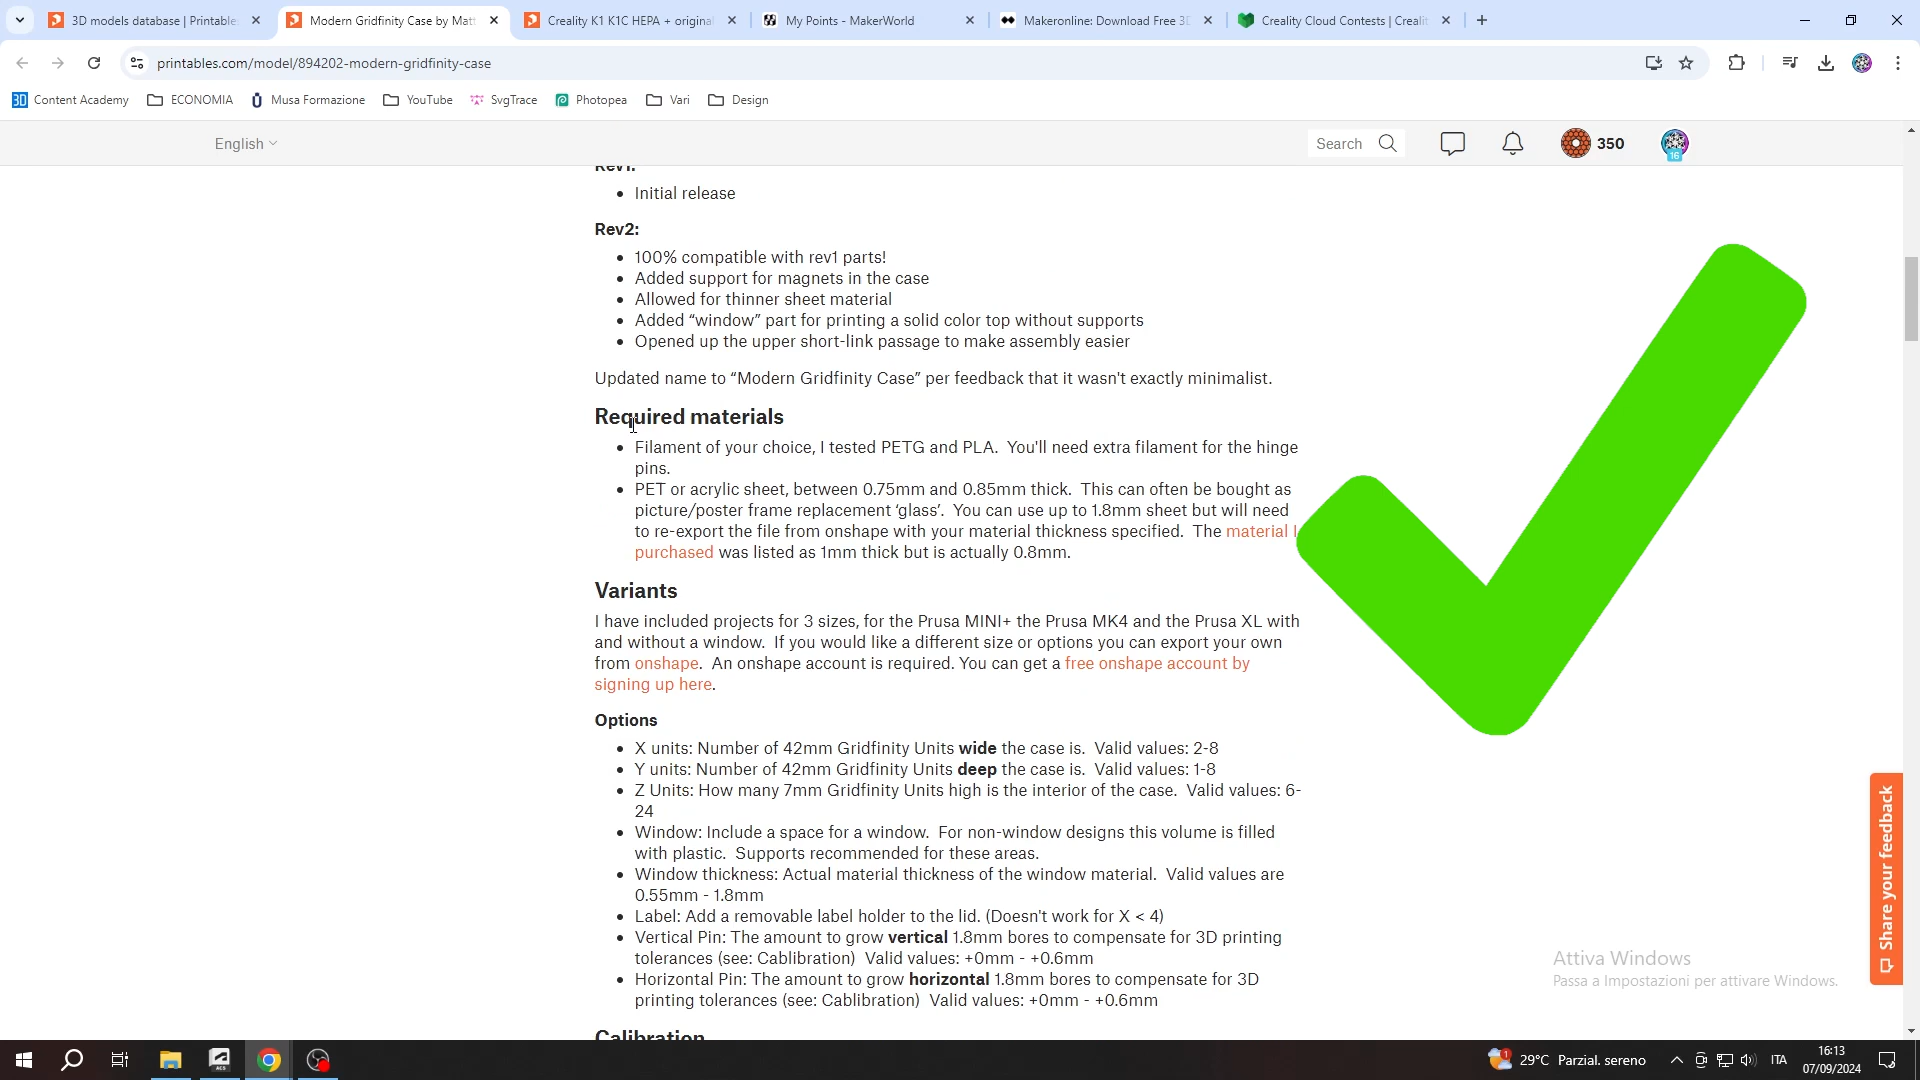 3D models database | Printable
Modern Gridfinity Case by Matt
Creality K1 K1C HEPA + origina
My Points - MakerWorld
Makeronline: Download Free 3D
Creality Cloud Contests | Creali
printables.com/model/894202-modern-gridfinity-case
3D Content Academy
ECONOMIA
Musa Formazione
YouTube
SvgTrace
Photopea
Vari
Design
English
Search
350
16
Rev1:
• Initial release
Rev2:
• 100% compatible with rev1 parts!
• Added support for magnets in the case
• Allowed for thinner sheet material
• Added “window” part for printing a solid color top without supports
• Opened up the upper short-link passage to make assembly easier
Updated name to “Modern Gridfinity Case” per feedback that it wasn't exactly minimalist.
Required materials
• Filament of your choice, I tested PETG and PLA. You'll need extra filament for the hinge
pins.
• PET or acrylic sheet, between 0.75mm and 0.85mm thick. This can often be bought as
picture/poster frame replacement ‘glass’. You can use up to 1.8mm sheet but will need
to re-export the file from onshape with your material thickness specified. The material I
purchased was listed as 1mm thick but is actually 0.8mm.
Variants
I have included projects for 3 sizes, for the Prusa MINI+ the Prusa MK4 and the Prusa XL with
and without a window. If you would like a different size or options you can export your own
from onshape. An onshape account is required. You can get a free onshape account by
signing up here.
Options
• X units: Number of 42mm Gridfinity Units wide the case is. Valid values: 2-8
• Y units: Number of 42mm Gridfinity Units deep the case is. Valid values: 1-8
• Z Units: How many 7mm Gridfinity Units high is the interior of the case. Valid values: 6-
24
• Window: Include a space for a window. For non-window designs this volume is filled
with plastic. Supports recommended for these areas.
• Window thickness: Actual material thickness of the window material. Valid values are
0.55mm - 1.8mm
• Label: Add a removable label holder to the lid. (Doesn't work for X < 4)
• Vertical Pin: The amount to grow vertical 1.8mm bores to compensate for 3D printing
tolerances (see: Cablibration) Valid values: +0mm - +0.6mm
• Horizontal Pin: The amount to grow horizontal 1.8mm bores to compensate for 3D
printing tolerances (see: Cablibration) Valid values: +0mm - +0.6mm
Calibration
Share your feedback
Attiva Windows
Passa a Impostazioni per attivare Windows.
ACS
1
29°C Parzial. sereno
ITA
16:13
07/09/2024